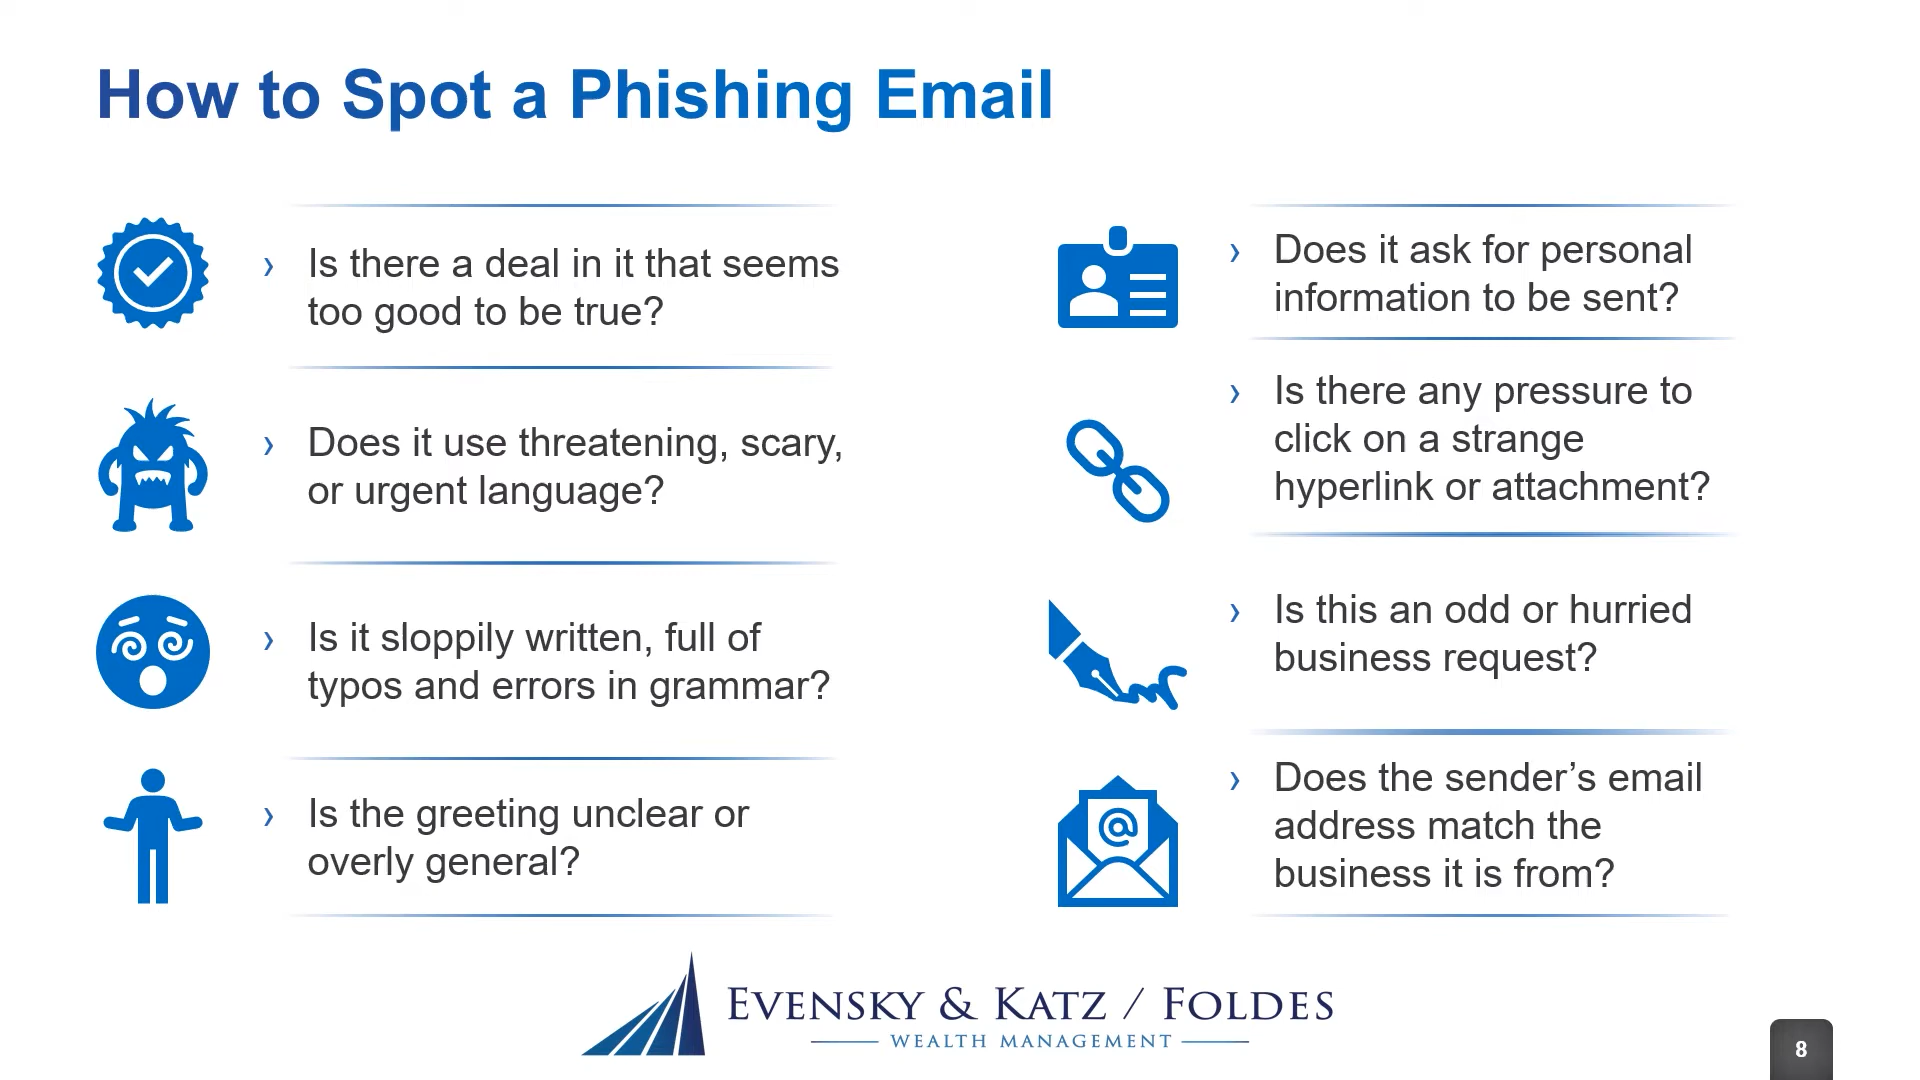 How to Spot a Phishing Email
› Is there a deal in it that seems
too good to be true?
› Does it use threatening, scary,
or urgent language?
› Is it sloppily written, full of
typos and errors in grammar?
› Is the greeting unclear or
overly general?
› Does it ask for personal
information to be sent?
› Is there any pressure to
click on a strange
hyperlink or attachment?
› Is this an odd or hurried
business request?
@
› Does the sender’s email
address match the
business it is from?
EVENSKY & KATZ / FOLDES
WEALTH MANAGEMENT
8